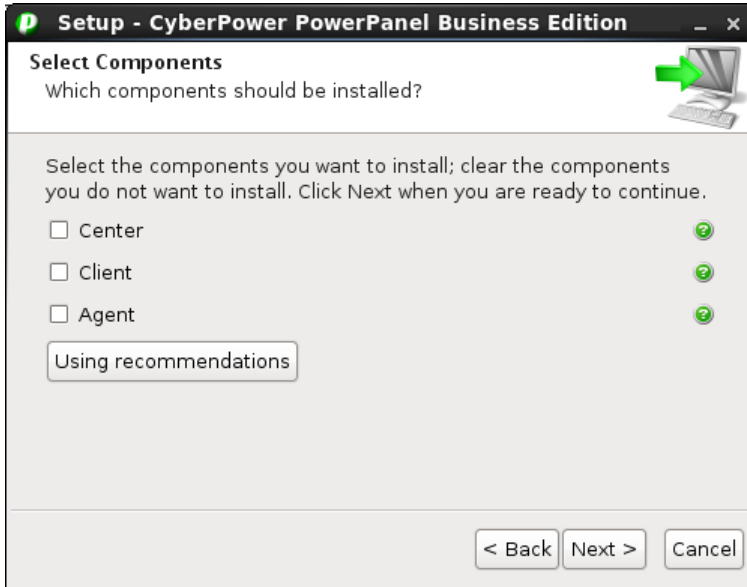 Setup - CyberPower PowerPanel Business Edition
Select Components
Which components should be installed?
Select the components you want to install; clear the components
you do not want to install. Click Next when you are ready to continue.
Center
Client
Agent
Using recommendations
< Back
Next >
Cancel